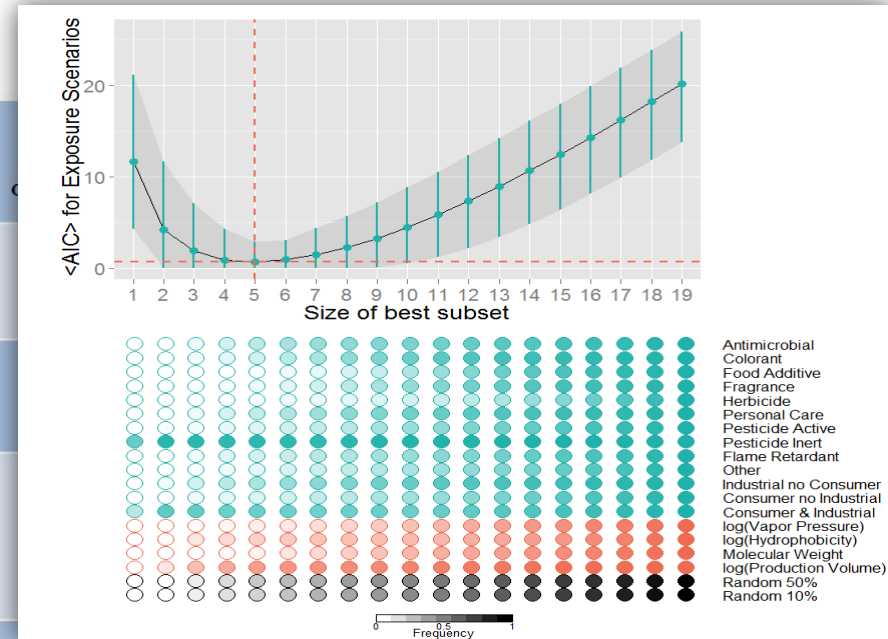 <AIC> for Exposure Scenarios
20
10
0
1 2 3 4 5 6 7 8 9 10 11 12 13 14 15 16 17 18 19
Size of best subset
Antimicrobial
Colorant
Food Additive
Fragrance
Herbicide
Personal Care
Pesticide Active
Pesticide Inert
Flame Retardant
Other
Industrial no Consumer
Consumer no Industrial
Consumer & Industrial
log(Vapor Pressure)
log(Hydrophobicity)
Molecular Weight
log(Production Volume)
Random 50%
Random 10%
0 0.5 1
Frequency